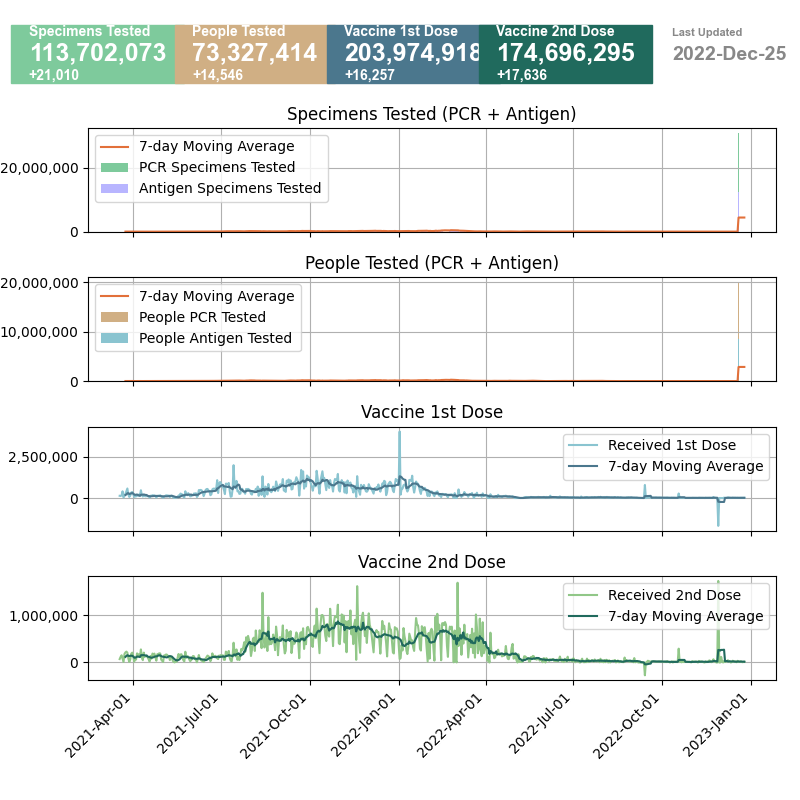 Specimens Tested
113,702,073
+21,010
People Tested
73,327,414
+14,546
Vaccine 1st Dose
203,974,918
+16,257
Vaccine 2nd Dose
174,696,295
+17,636
Last Updated
2022-Dec-25
Specimens Tested (PCR + Antigen)
7-day Moving Average
PCR Specimens Tested
Antigen Specimens Tested
20,000,000
0
People Tested (PCR + Antigen)
7-day Moving Average
People PCR Tested
People Antigen Tested
20,000,000
10,000,000
0
Vaccine 1st Dose
Received 1st Dose
7-day Moving Average
2,500,000
0
Vaccine 2nd Dose
Received 2nd Dose
7-day Moving Average
1,000,000
0
2021-Apr-01
2021-Jul-01
2021-Oct-01
2022-Jan-01
2022-Apr-01
2022-Jul-01
2022-Oct-01
2023-Jan-01